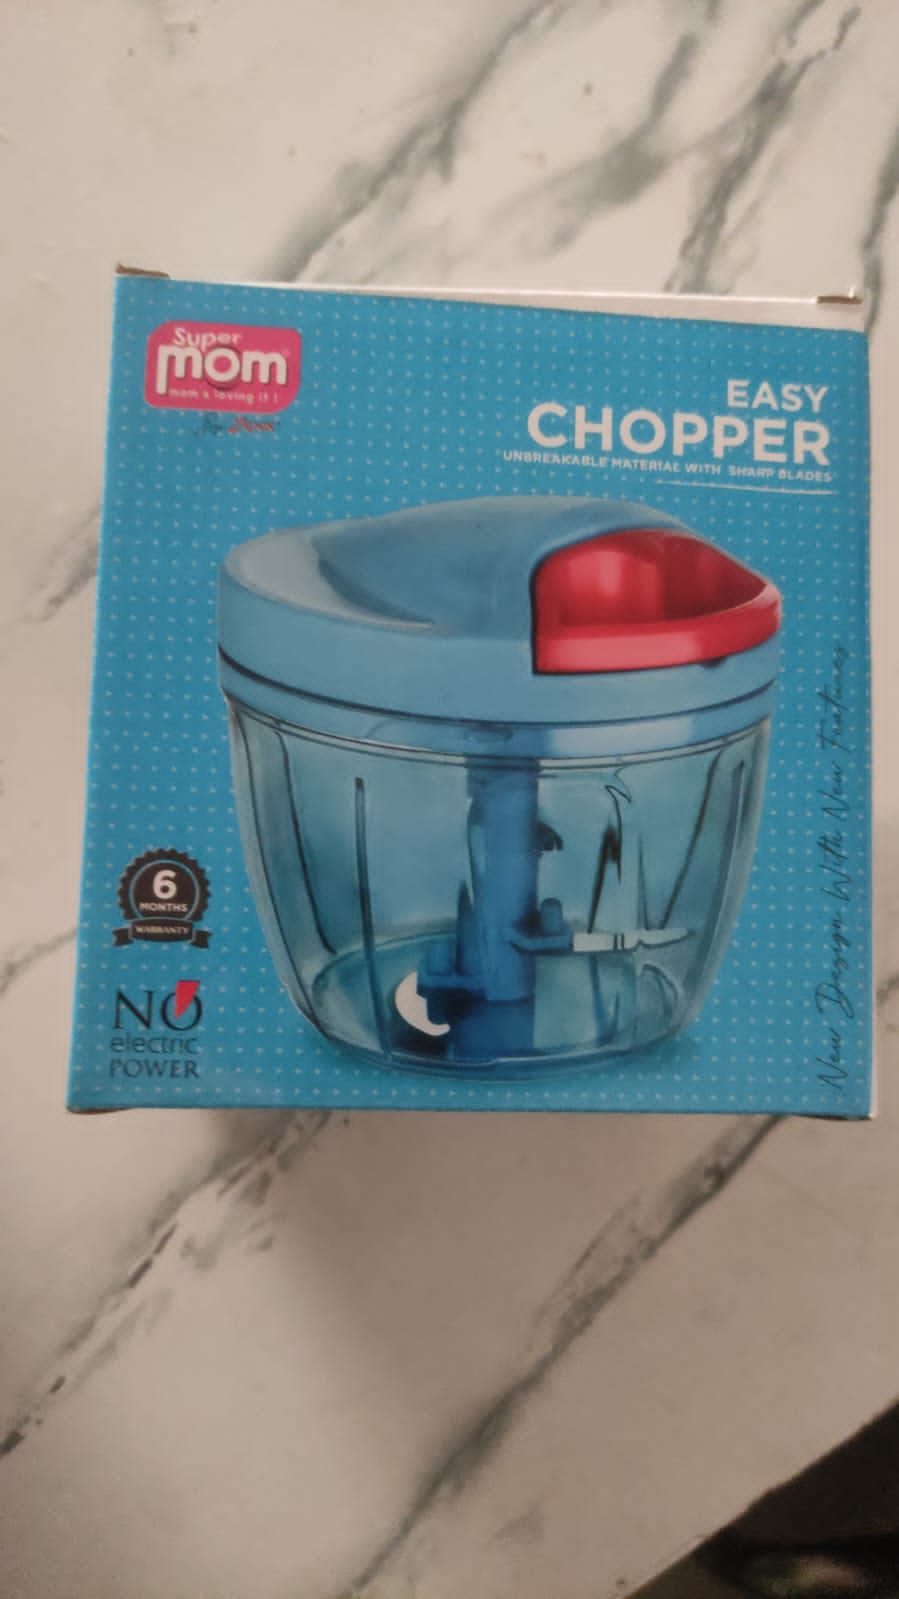 Super
mom
mom's loving it !
EASY
CHOPPER
UNBREAKABLE MATERIAL WITH SHARP BLADES
6
MONTHS
WARRANTY
NO
electric
POWER
New Design With New Features